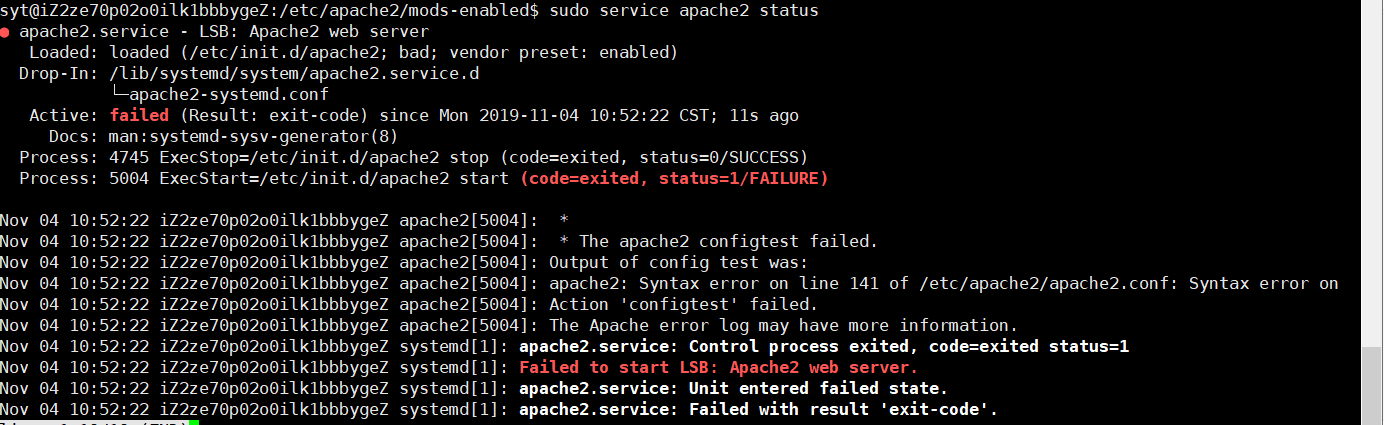 syt@iZ2ze70p02o0ilk1bbbygeZ:/etc/apache2/mods-enabled$ sudo service apache2 status
● apache2.service - LSB: Apache2 web server
   Loaded: loaded (/etc/init.d/apache2; bad; vendor preset: enabled)
  Drop-In: /lib/systemd/system/apache2.service.d
           └─apache2-systemd.conf
   Active: failed (Result: exit-code) since Mon 2019-11-04 10:52:22 CST; 11s ago
     Docs: man:systemd-sysv-generator(8)
  Process: 4745 ExecStop=/etc/init.d/apache2 stop (code=exited, status=0/SUCCESS)
  Process: 5004 ExecStart=/etc/init.d/apache2 start (code=exited, status=1/FAILURE)

Nov 04 10:52:22 iZ2ze70p02o0ilk1bbbygeZ apache2[5004]:  *
Nov 04 10:52:22 iZ2ze70p02o0ilk1bbbygeZ apache2[5004]:  * The apache2 configtest failed.
Nov 04 10:52:22 iZ2ze70p02o0ilk1bbbygeZ apache2[5004]: Output of config test was:
Nov 04 10:52:22 iZ2ze70p02o0ilk1bbbygeZ apache2[5004]: apache2: Syntax error on line 141 of /etc/apache2/apache2.conf: Syntax error on
Nov 04 10:52:22 iZ2ze70p02o0ilk1bbbygeZ apache2[5004]: Action 'configtest' failed.
Nov 04 10:52:22 iZ2ze70p02o0ilk1bbbygeZ apache2[5004]: The Apache error log may have more information.
Nov 04 10:52:22 iZ2ze70p02o0ilk1bbbygeZ systemd[1]: apache2.service: Control process exited, code=exited status=1
Nov 04 10:52:22 iZ2ze70p02o0ilk1bbbygeZ systemd[1]: Failed to start LSB: Apache2 web server.
Nov 04 10:52:22 iZ2ze70p02o0ilk1bbbygeZ systemd[1]: apache2.service: Unit entered failed state.
Nov 04 10:52:22 iZ2ze70p02o0ilk1bbbygeZ systemd[1]: apache2.service: Failed with result 'exit-code'.